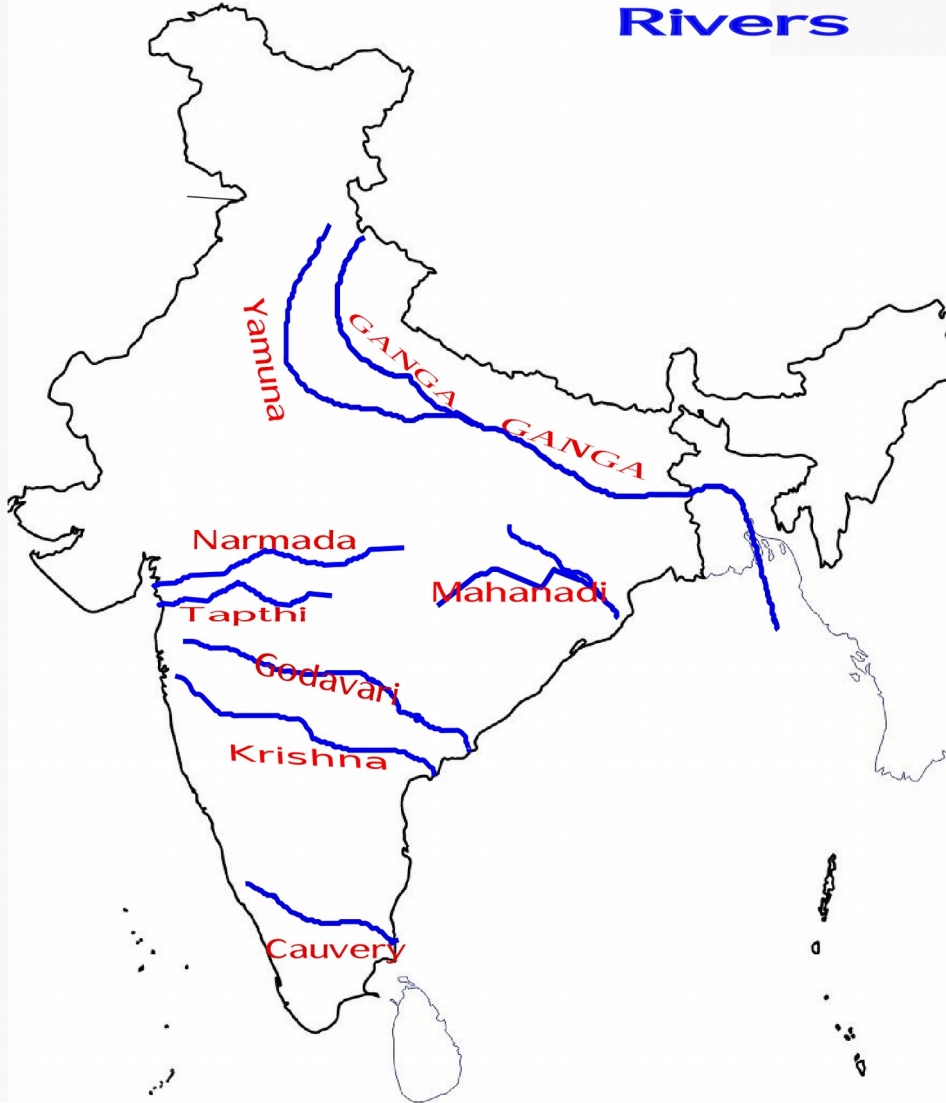 Rivers
Yamuna
GANGA
GANGA
Narmada
Mahanadi
Tapthi
Godavari
Krishna
Cauvery